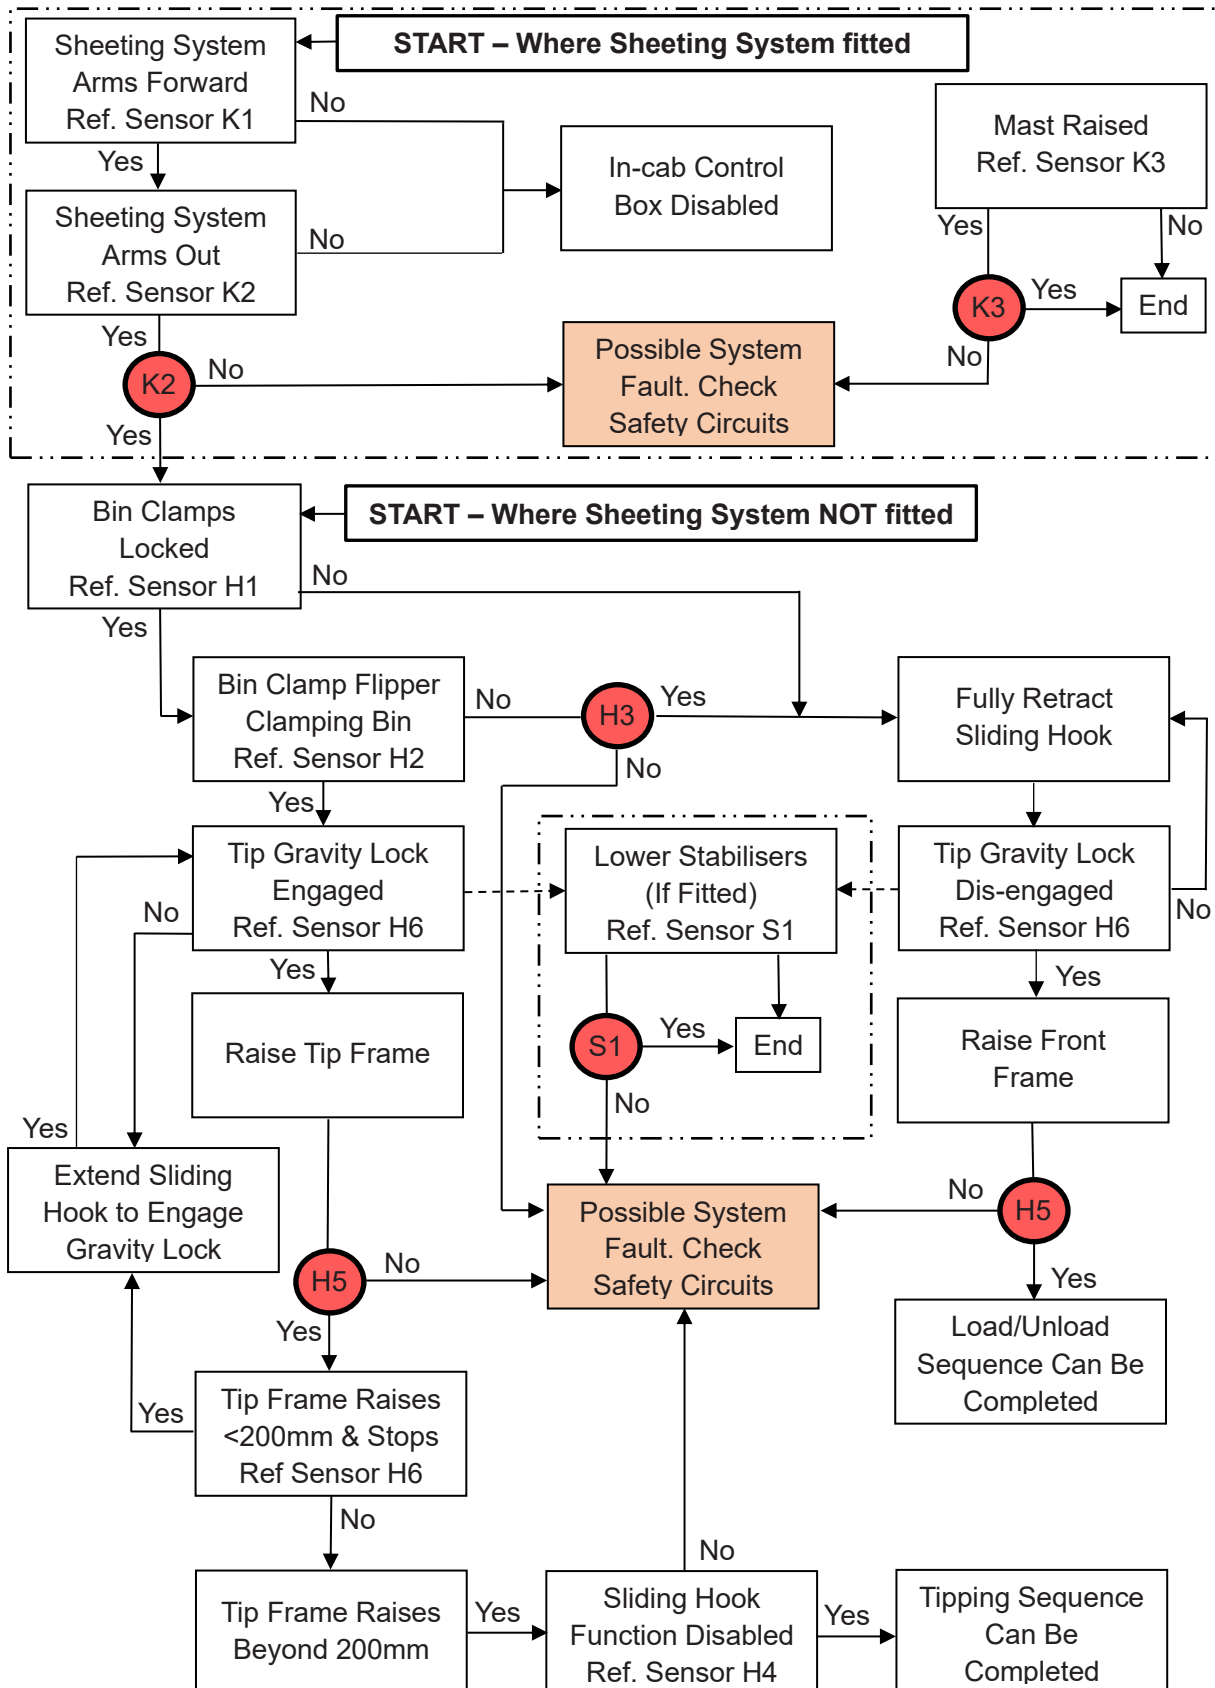 START – Where Sheeting System fitted
Sheeting System
Arms Forward
Ref. Sensor K1
No
Yes
Sheeting System
Arms Out
Ref. Sensor K2
No
Yes
In-cab Control
Box Disabled
Mast Raised
Ref. Sensor K3
Yes
No
K3
Yes
End
No
K2
No
Yes
Possible System
Fault. Check
Safety Circuits
START – Where Sheeting System NOT fitted
Bin Clamps
Locked
Ref. Sensor H1
No
Yes
Bin Clamp Flipper
Clamping Bin
Ref. Sensor H2
No
H3
Yes
No
Yes
Fully Retract
Sliding Hook
Tip Gravity Lock
Engaged
Ref. Sensor H6
No
Yes
Lower Stabilisers
(If Fitted)
Ref. Sensor S1
S1
Yes
End
No
Tip Gravity Lock
Dis-engaged
Ref. Sensor H6
No
Yes
Raise Tip Frame
Raise Front
Frame
Yes
Extend Sliding
Hook to Engage
Gravity Lock
H5
No
Yes
Possible System
Fault. Check
Safety Circuits
No
H5
Yes
Load/Unload
Sequence Can Be
Completed
Tip Frame Raises
<200mm & Stops
Ref Sensor H6
Yes
No
Tip Frame Raises
Beyond 200mm
Yes
No
Sliding Hook
Function Disabled
Ref. Sensor H4
Yes
Tipping Sequence
Can Be
Completed